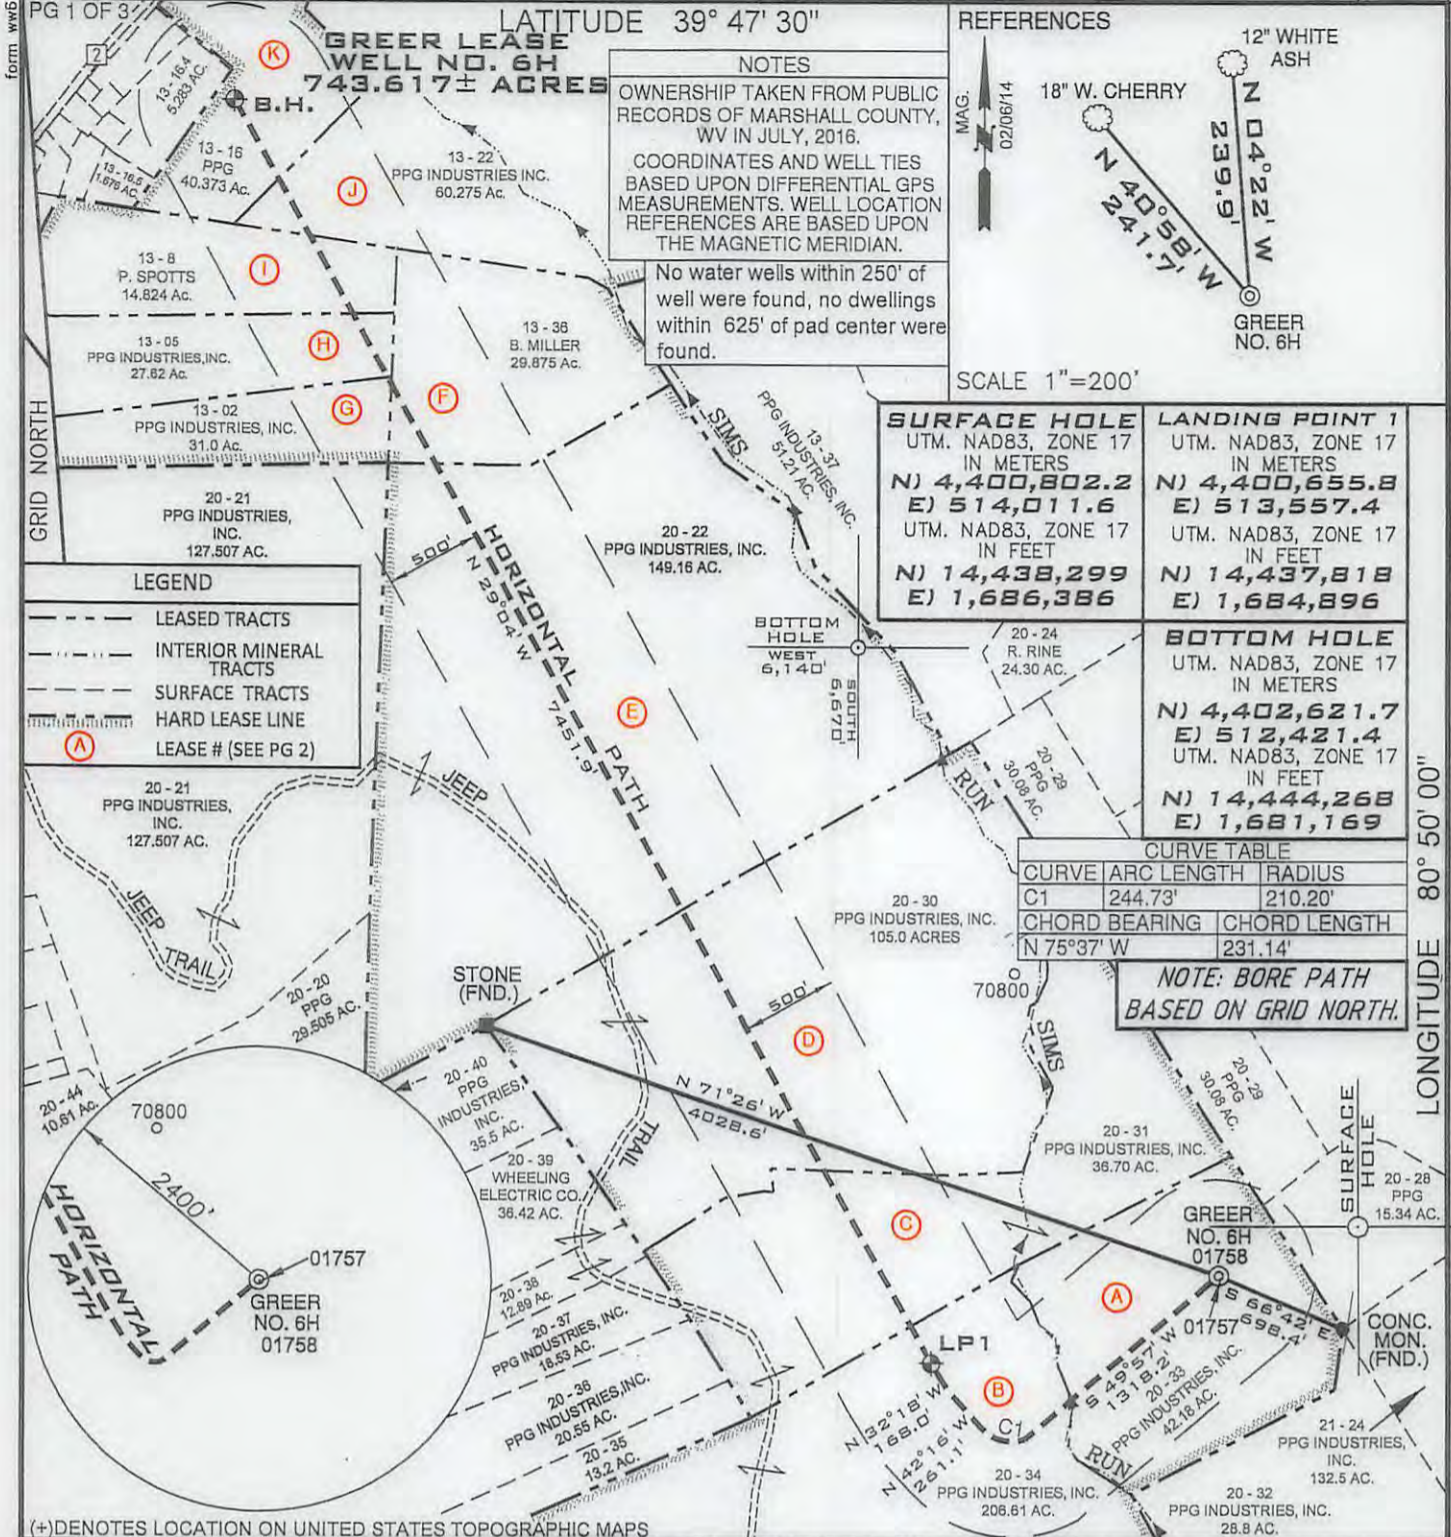 form ww6
PG 1 OF 3
LATITUDE 39° 47' 30"
GREER LEASE
WELL NO. 6H
743.617± ACRES
2
K
B.H.
13 - 16.4
5.283 AC.
13 - 16
PPG
40.373 Ac.
13 - 16.5
1.676 AC.
13 - 22
PPG INDUSTRIES INC.
60.275 Ac.
J
13 - 8
P. SPOTTS
14.824 Ac.
I
13 - 05
PPG INDUSTRIES,INC.
27.62 Ac.
H
13 - 36
B. MILLER
29.875 Ac.
F
13 - 02
PPG INDUSTRIES, INC.
31.0 Ac.
G
GRID NORTH
NOTES
OWNERSHIP TAKEN FROM PUBLIC
RECORDS OF MARSHALL COUNTY,
WV IN JULY, 2016.
COORDINATES AND WELL TIES
BASED UPON DIFFERENTIAL GPS
MEASUREMENTS. WELL LOCATION
REFERENCES ARE BASED UPON
THE MAGNETIC MERIDIAN.
No water wells within 250' of
well were found, no dwellings
within 625' of pad center were
found.
REFERENCES
MAG.
02/06/14
12" WHITE
ASH
18" W. CHERRY
N 04°22' W
239.9'
N 40°58' W
241.7'
GREER
NO. 6H
SCALE 1"=200'
SURFACE HOLE
UTM. NAD83, ZONE 17
IN METERS
N) 4,400,802.2
E) 514,011.6
UTM. NAD83, ZONE 17
IN FEET
N) 14,438,299
E) 1,686,386
LANDING POINT 1
UTM. NAD83, ZONE 17
IN METERS
N) 4,400,655.8
E) 513,557.4
UTM. NAD83, ZONE 17
IN FEET
N) 14,437,818
E) 1,684,896
BOTTOM HOLE
UTM. NAD83, ZONE 17
IN METERS
N) 4,402,621.7
E) 512,421.4
UTM. NAD83, ZONE 17
IN FEET
N) 14,444,268
E) 1,681,169
CURVE TABLE
CURVE ARC LENGTH RADIUS
C1 244.73' 210.20'
CHORD BEARING CHORD LENGTH
N 75°37' W 231.14'
NOTE: BORE PATH
BASED ON GRID NORTH.
LONGITUDE 80° 50' 00"
20 - 21
PPG INDUSTRIES,
INC.
127.507 AC.
LEGEND
LEASED TRACTS
INTERIOR MINERAL
TRACTS
SURFACE TRACTS
HARD LEASE LINE
A LEASE # (SEE PG 2)
20 - 21
PPG INDUSTRIES,
INC.
127.507 AC.
JEEP
JEEP
TRAIL
500'
HORIZONTAL PATH
N 29°04' W 7451.9'
20 - 22
PPG INDUSTRIES, INC.
149.16 AC.
SIMS
13 - 37
PPG INDUSTRIES, INC.
51.21 AC.
BOTTOM
HOLE
WEST
6,140'
SOUTH
6,670'
20 - 24
R. RINE
24.30 AC.
E
RUN
20 - 29
PPG
30.08 AC.
20 - 30
PPG INDUSTRIES, INC.
105.0 ACRES
70800
500'
D
SIMS
STONE
(FND.)
20 - 20
PPG
29.505 AC.
20 - 44
10.61 Ac.
20 - 40
PPG
INDUSTRIES,
INC.
35.5 AC.
N 71°26' W
4028.6'
TRAIL
20 - 29
PPG
30.08 AC.
20 - 31
PPG INDUSTRIES, INC.
36.70 AC.
SURFACE
HOLE
20 - 28
PPG
15.34 AC.
20 - 39
WHEELING
ELECTRIC CO.
36.42 AC.
C
GREER
NO. 6H
01758
01757
A
S 66°42' E
698.4'
CONC.
MON.
(FND.)
70800
2400'
HORIZONTAL
PATH
01757
GREER
NO. 6H
01758
20 - 38
12.89 Ac.
20 - 37
PPG INDUSTRIES, INC.
16.53 AC.
20 - 36
PPG INDUSTRIES,INC.
20.55 AC.
20 - 35
13.2 AC.
LP1
B
C1
S 49°57' W
1318.2'
20 - 33
PPG INDUSTRIES, INC.
42.18 AC.
N 32°18' W
168.0'
N 42°16' W
261.1'
RUN
20 - 34
PPG INDUSTRIES, INC.
206.61 AC.
21 - 24
PPG INDUSTRIES,
INC.
132.5 AC.
20 - 32
PPG INDUSTRIES, INC.
28.8 AC.
(+)DENOTES LOCATION ON UNITED STATES TOPOGRAPHIC MAPS